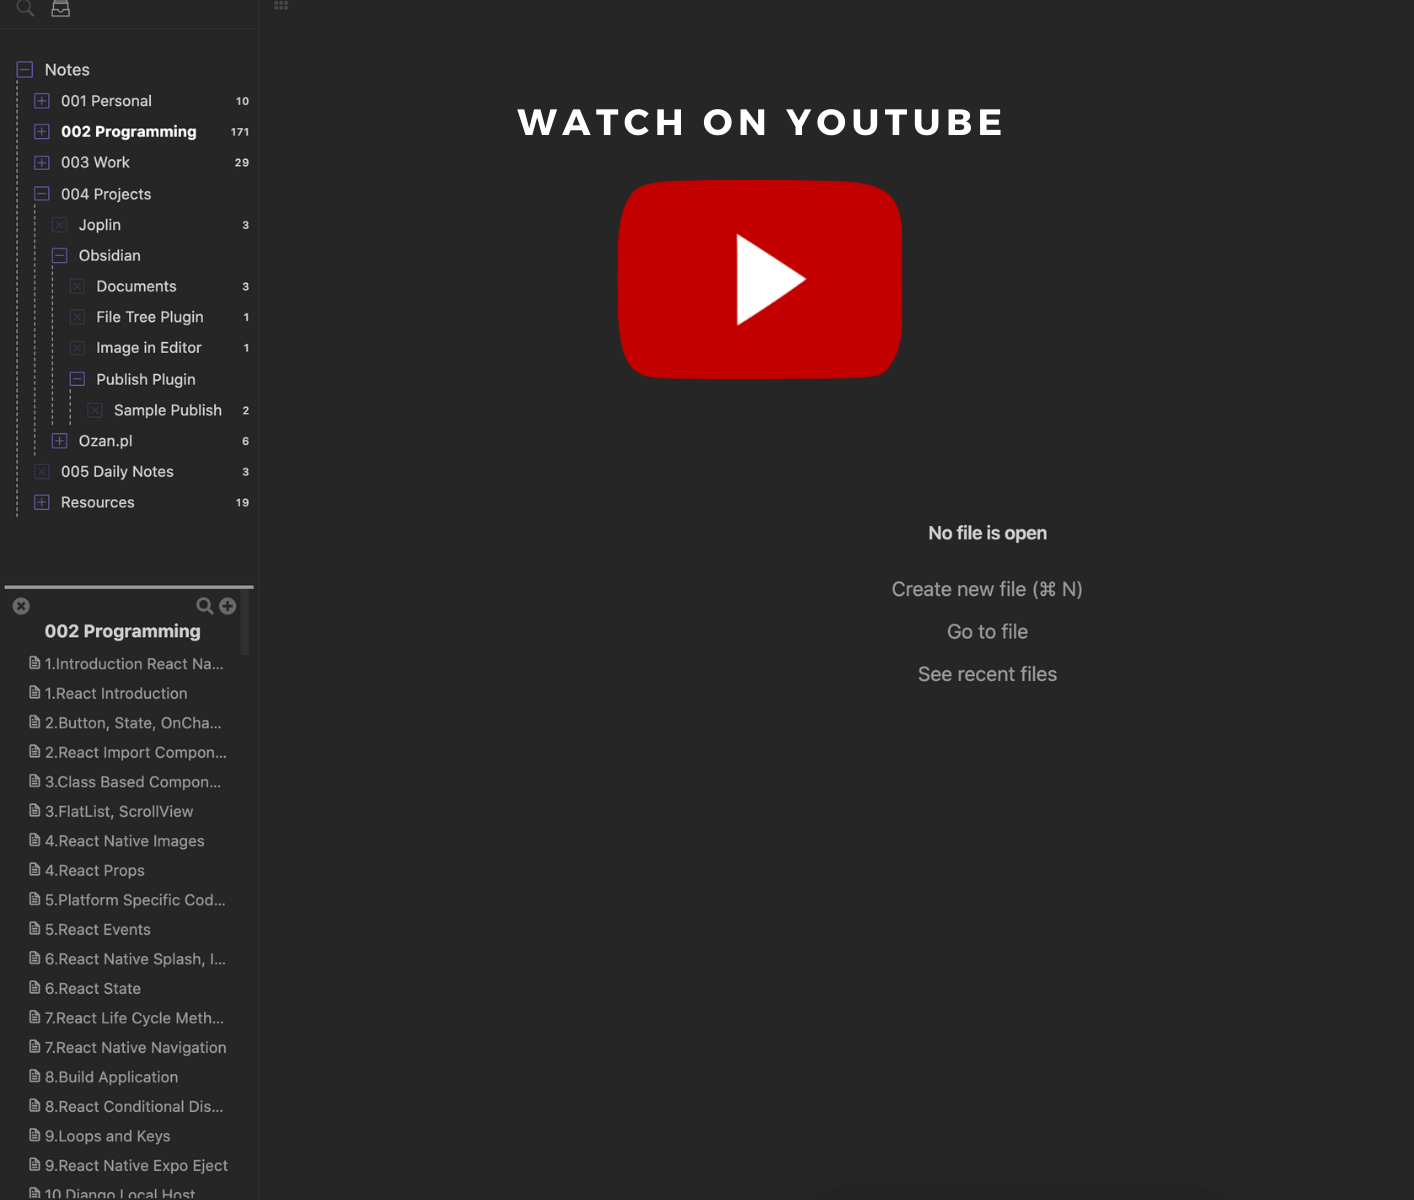 Notes
001 Personal 10
002 Programming 171
003 Work 29
004 Projects
Joplin 3
Obsidian
Documents 3
File Tree Plugin 1
Image in Editor 1
Publish Plugin
Sample Publish 2
Ozan.pl 6
005 Daily Notes 3
Resources 19
002 Programming
1.Introduction React Na...
1.React Introduction
2.Button, State, OnCha...
2.React Import Compon...
3.Class Based Compon...
3.FlatList, ScrollView
4.React Native Images
4.React Props
5.Platform Specific Cod...
5.React Events
6.React Native Splash, I...
6.React State
7.React Life Cycle Meth...
7.React Native Navigation
8.Build Application
8.React Conditional Dis...
9.Loops and Keys
9.React Native Expo Eject
10.Django Local Host
WATCH ON YOUTUBE
No file is open
Create new file (⌘ N)
Go to file
See recent files